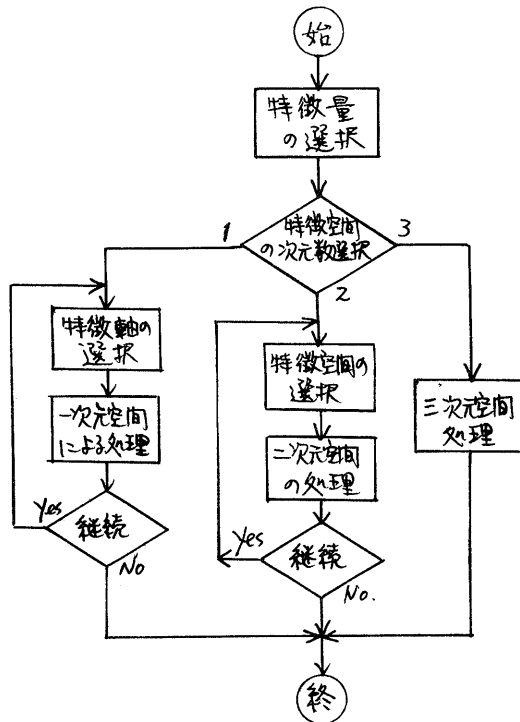 始
特徴量
の選択
特徴空間
の次元数選択
1
2
3
特徴軸の
選択
一次元空間
による処理
継続
Yes
No
特徴空間の
選択
二次元空間
の処理
継続
Yes
No.
三次元空間
処理
終